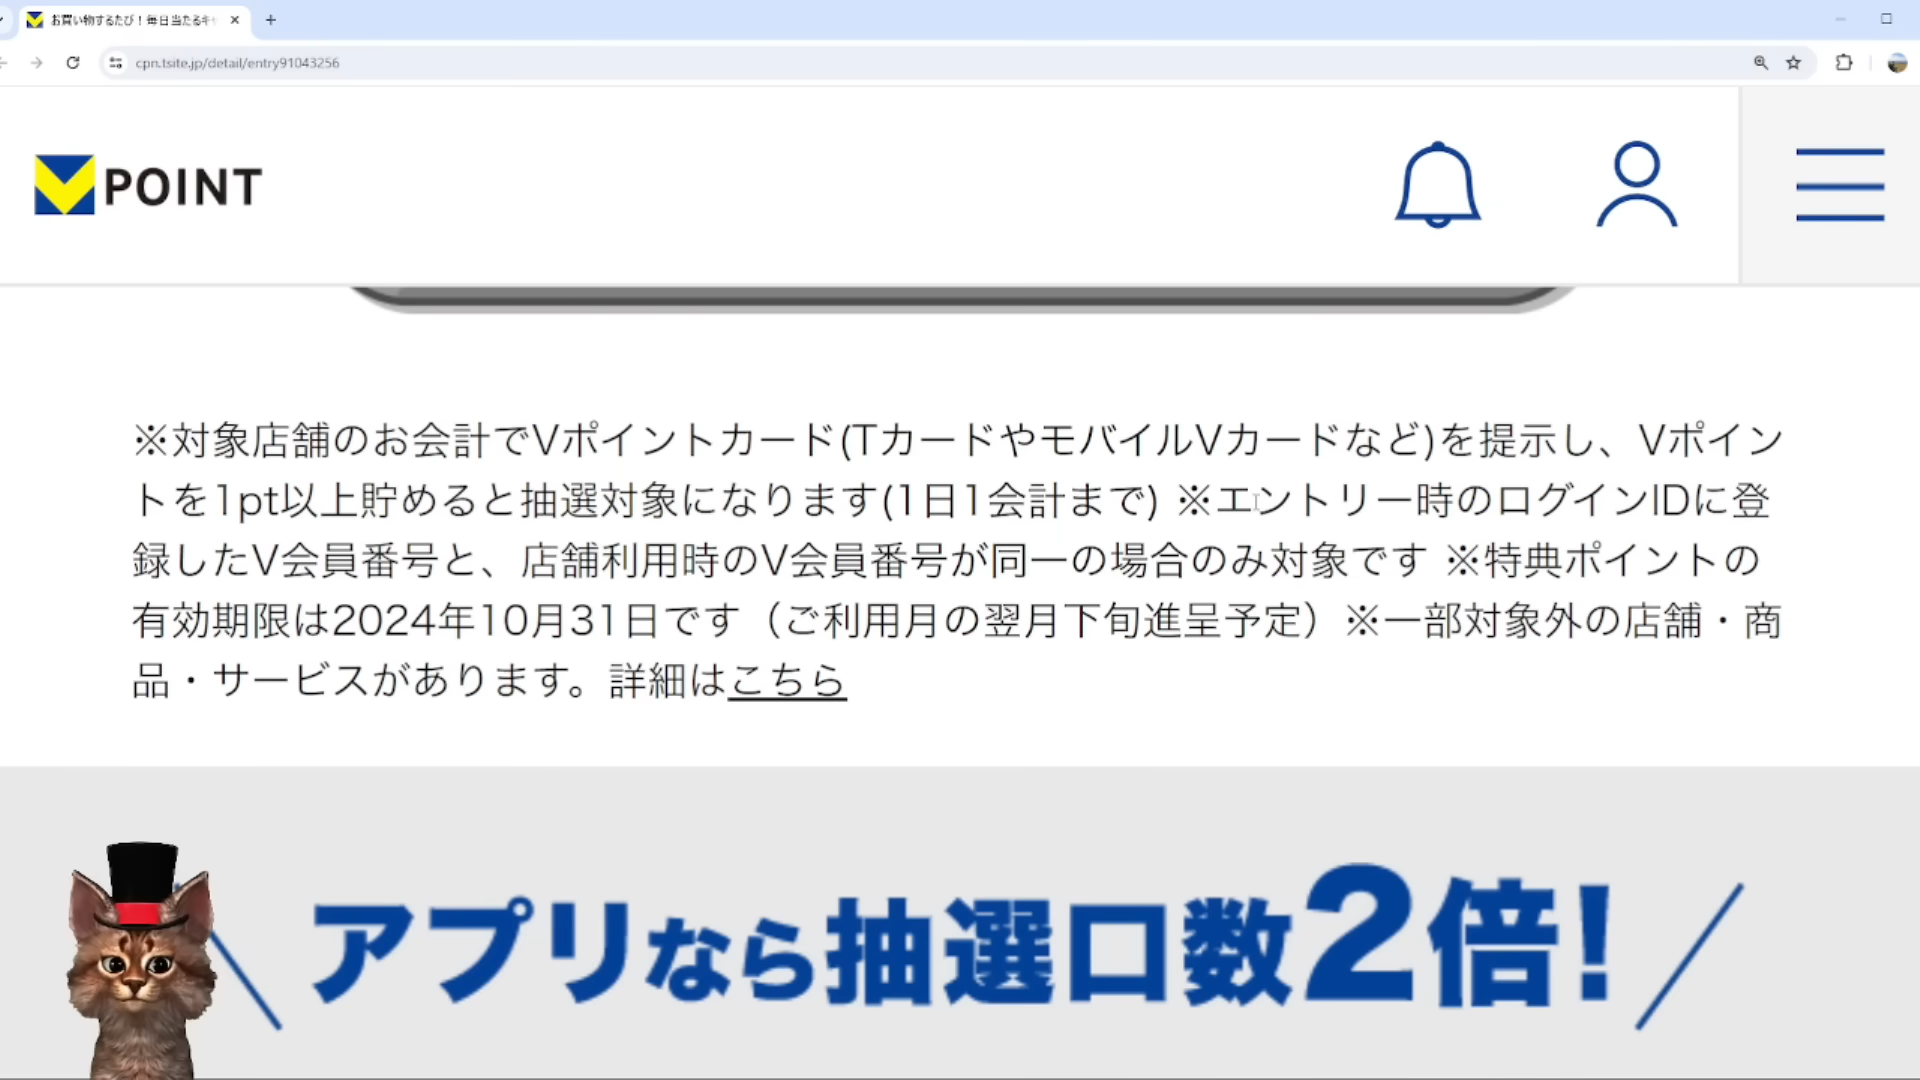 お買い物するたび！毎日当たるキャ
cpn.tsite.jp/detail/entry91043256
V POINT
※対象店舗のお会計でVポイントカード(TカードやモバイルVカードなど)を提示し、Vポイン
トを1pt以上貯めると抽選対象になります(1日1会計まで) ※エントリー時のログインIDに登
録したV会員番号と、店舗利用時のV会員番号が同一の場合のみ対象です ※特典ポイントの
有効期限は2024年10月31日です（ご利用月の翌月下旬進呈予定）※一部対象外の店舗・商
品・サービスがあります。詳細はこちら
アプリなら抽選口数2倍!